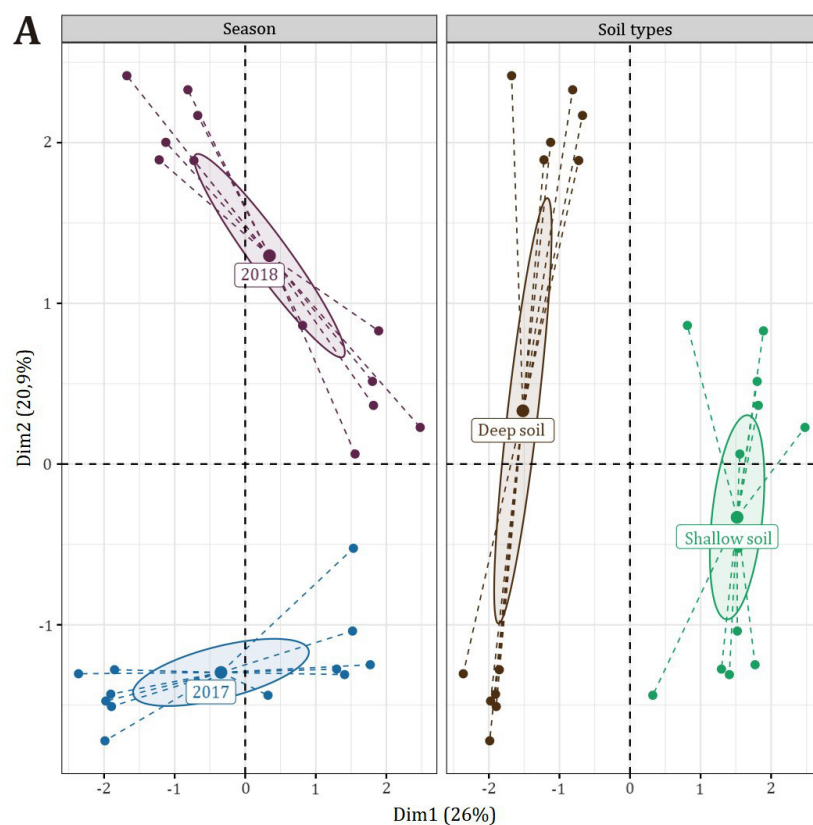 A
Season
Soil types
2018
2017
Deep soil
Shallow soil
2
1
0
-1
-2
-1
0
1
2
-2
-1
0
1
2
Dim2 (20,9%)
Dim1 (26%)